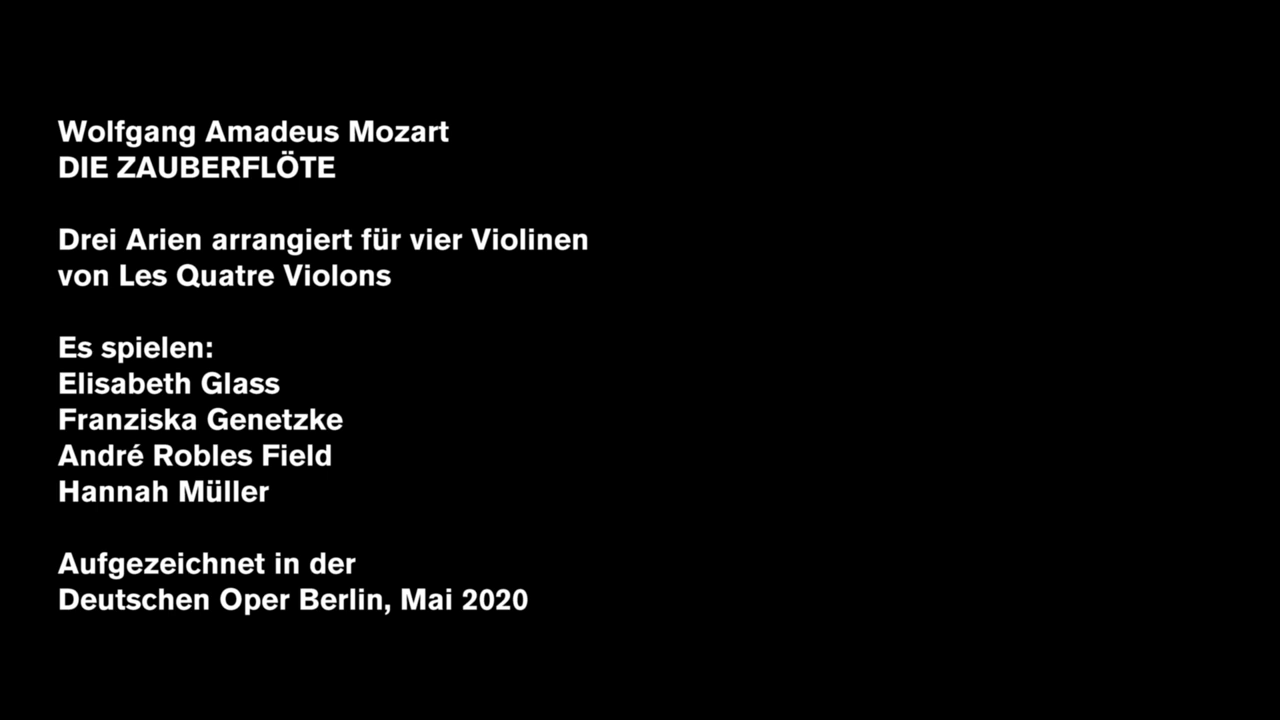 Wolfgang Amadeus Mozart
DIE ZAUBERFLÖTE
Drei Arien arrangiert für vier Violinen
von Les Quatre Violons
Es spielen:
Elisabeth Glass
Franziska Genetzke
André Robles Field
Hannah Müller
Aufgezeichnet in der
Deutschen Oper Berlin, Mai 2020